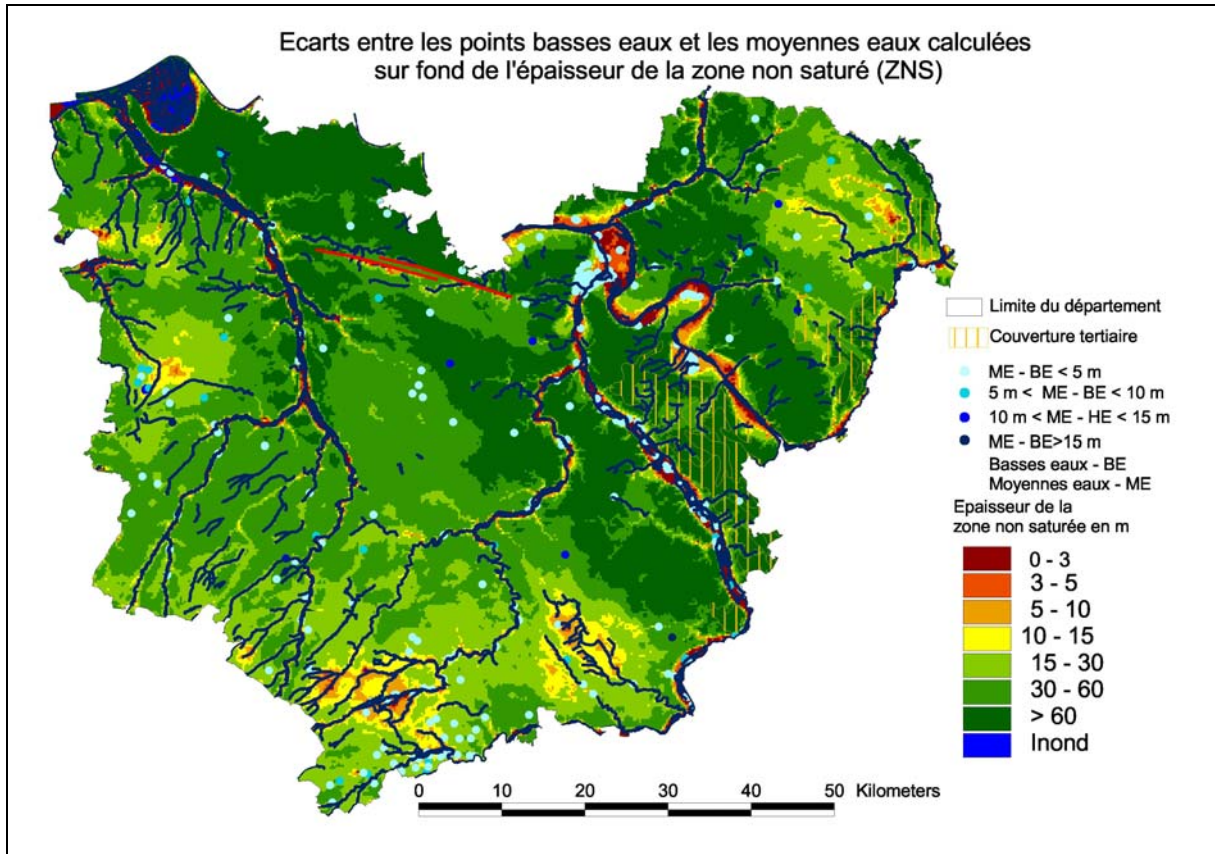 Ecarts entre les points basses eaux et les moyennes eaux calculées
sur fond de l'épaisseur de la zone non saturé (ZNS)
Limite du département
Couverture tertiaire
ME - BE < 5 m
5 m < ME - BE < 10 m
10 m < ME - HE < 15 m
ME - BE>15 m
Basses eaux - BE
Moyennes eaux - ME
Epaisseur de la
zone non saturée en m
0 - 3
3 - 5
5 - 10
10 - 15
15 - 30
30 - 60
> 60
Inond
0 10 20 30 40 50 Kilometers